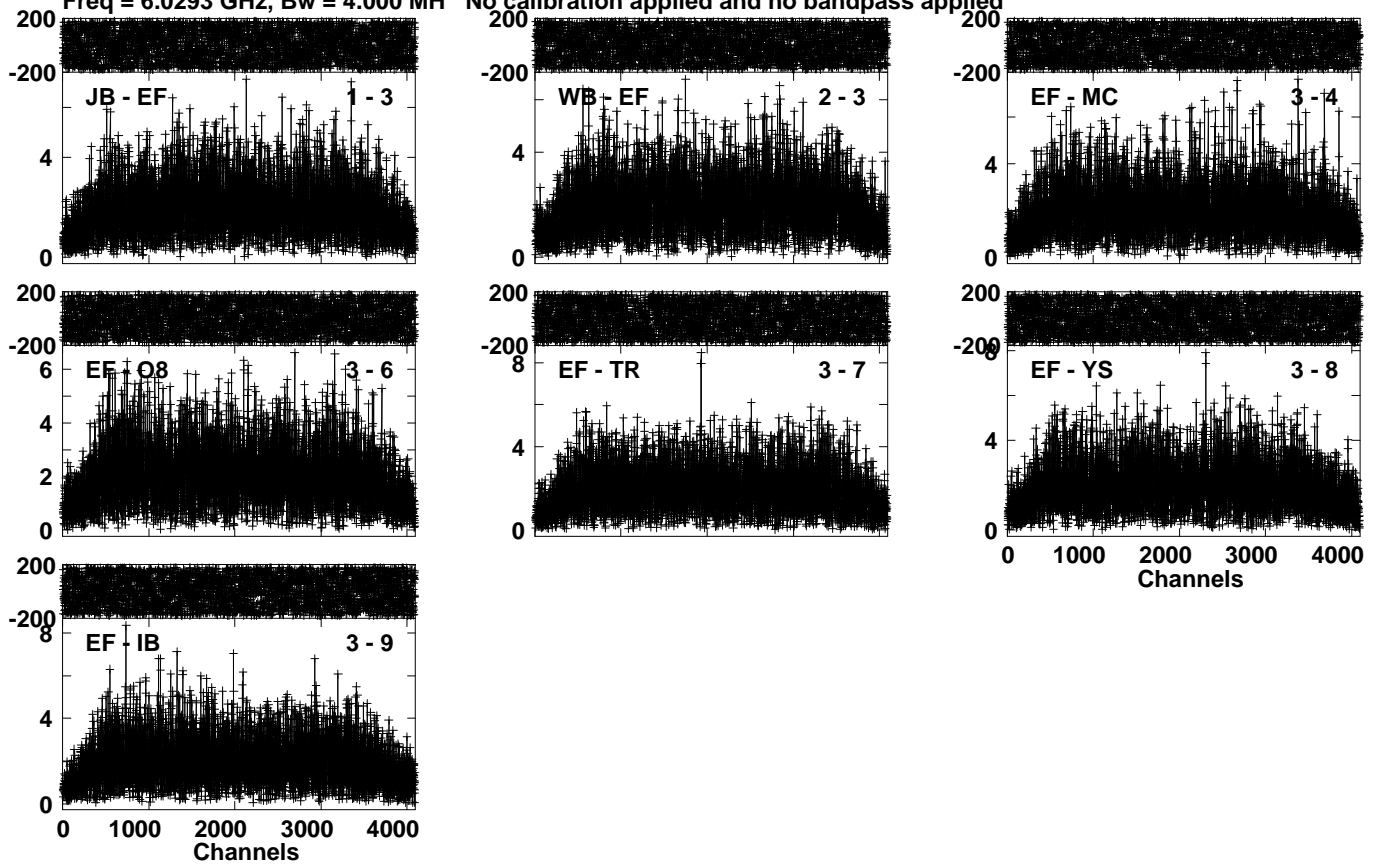 Freq = 6.0293 GHz, Bw = 4.000 MH No calibration applied and no bandpass applied
200 200 200
-200 -200 -200
JB - EF 1 - 3 WB - EF 2 - 3 EF - MC 3 - 4
4 4 4
0 0 0
200 200 200
-200 -200 -200
6 8 8
EF - O8 3 - 6 EF - TR 3 - 7 EF - YS 3 - 8
4 4 4
2
0 0 0
0 1000 2000 3000 4000
Channels
200
-200
8
EF - IB 3 - 9
4
0
0 1000 2000 3000 4000
Channels